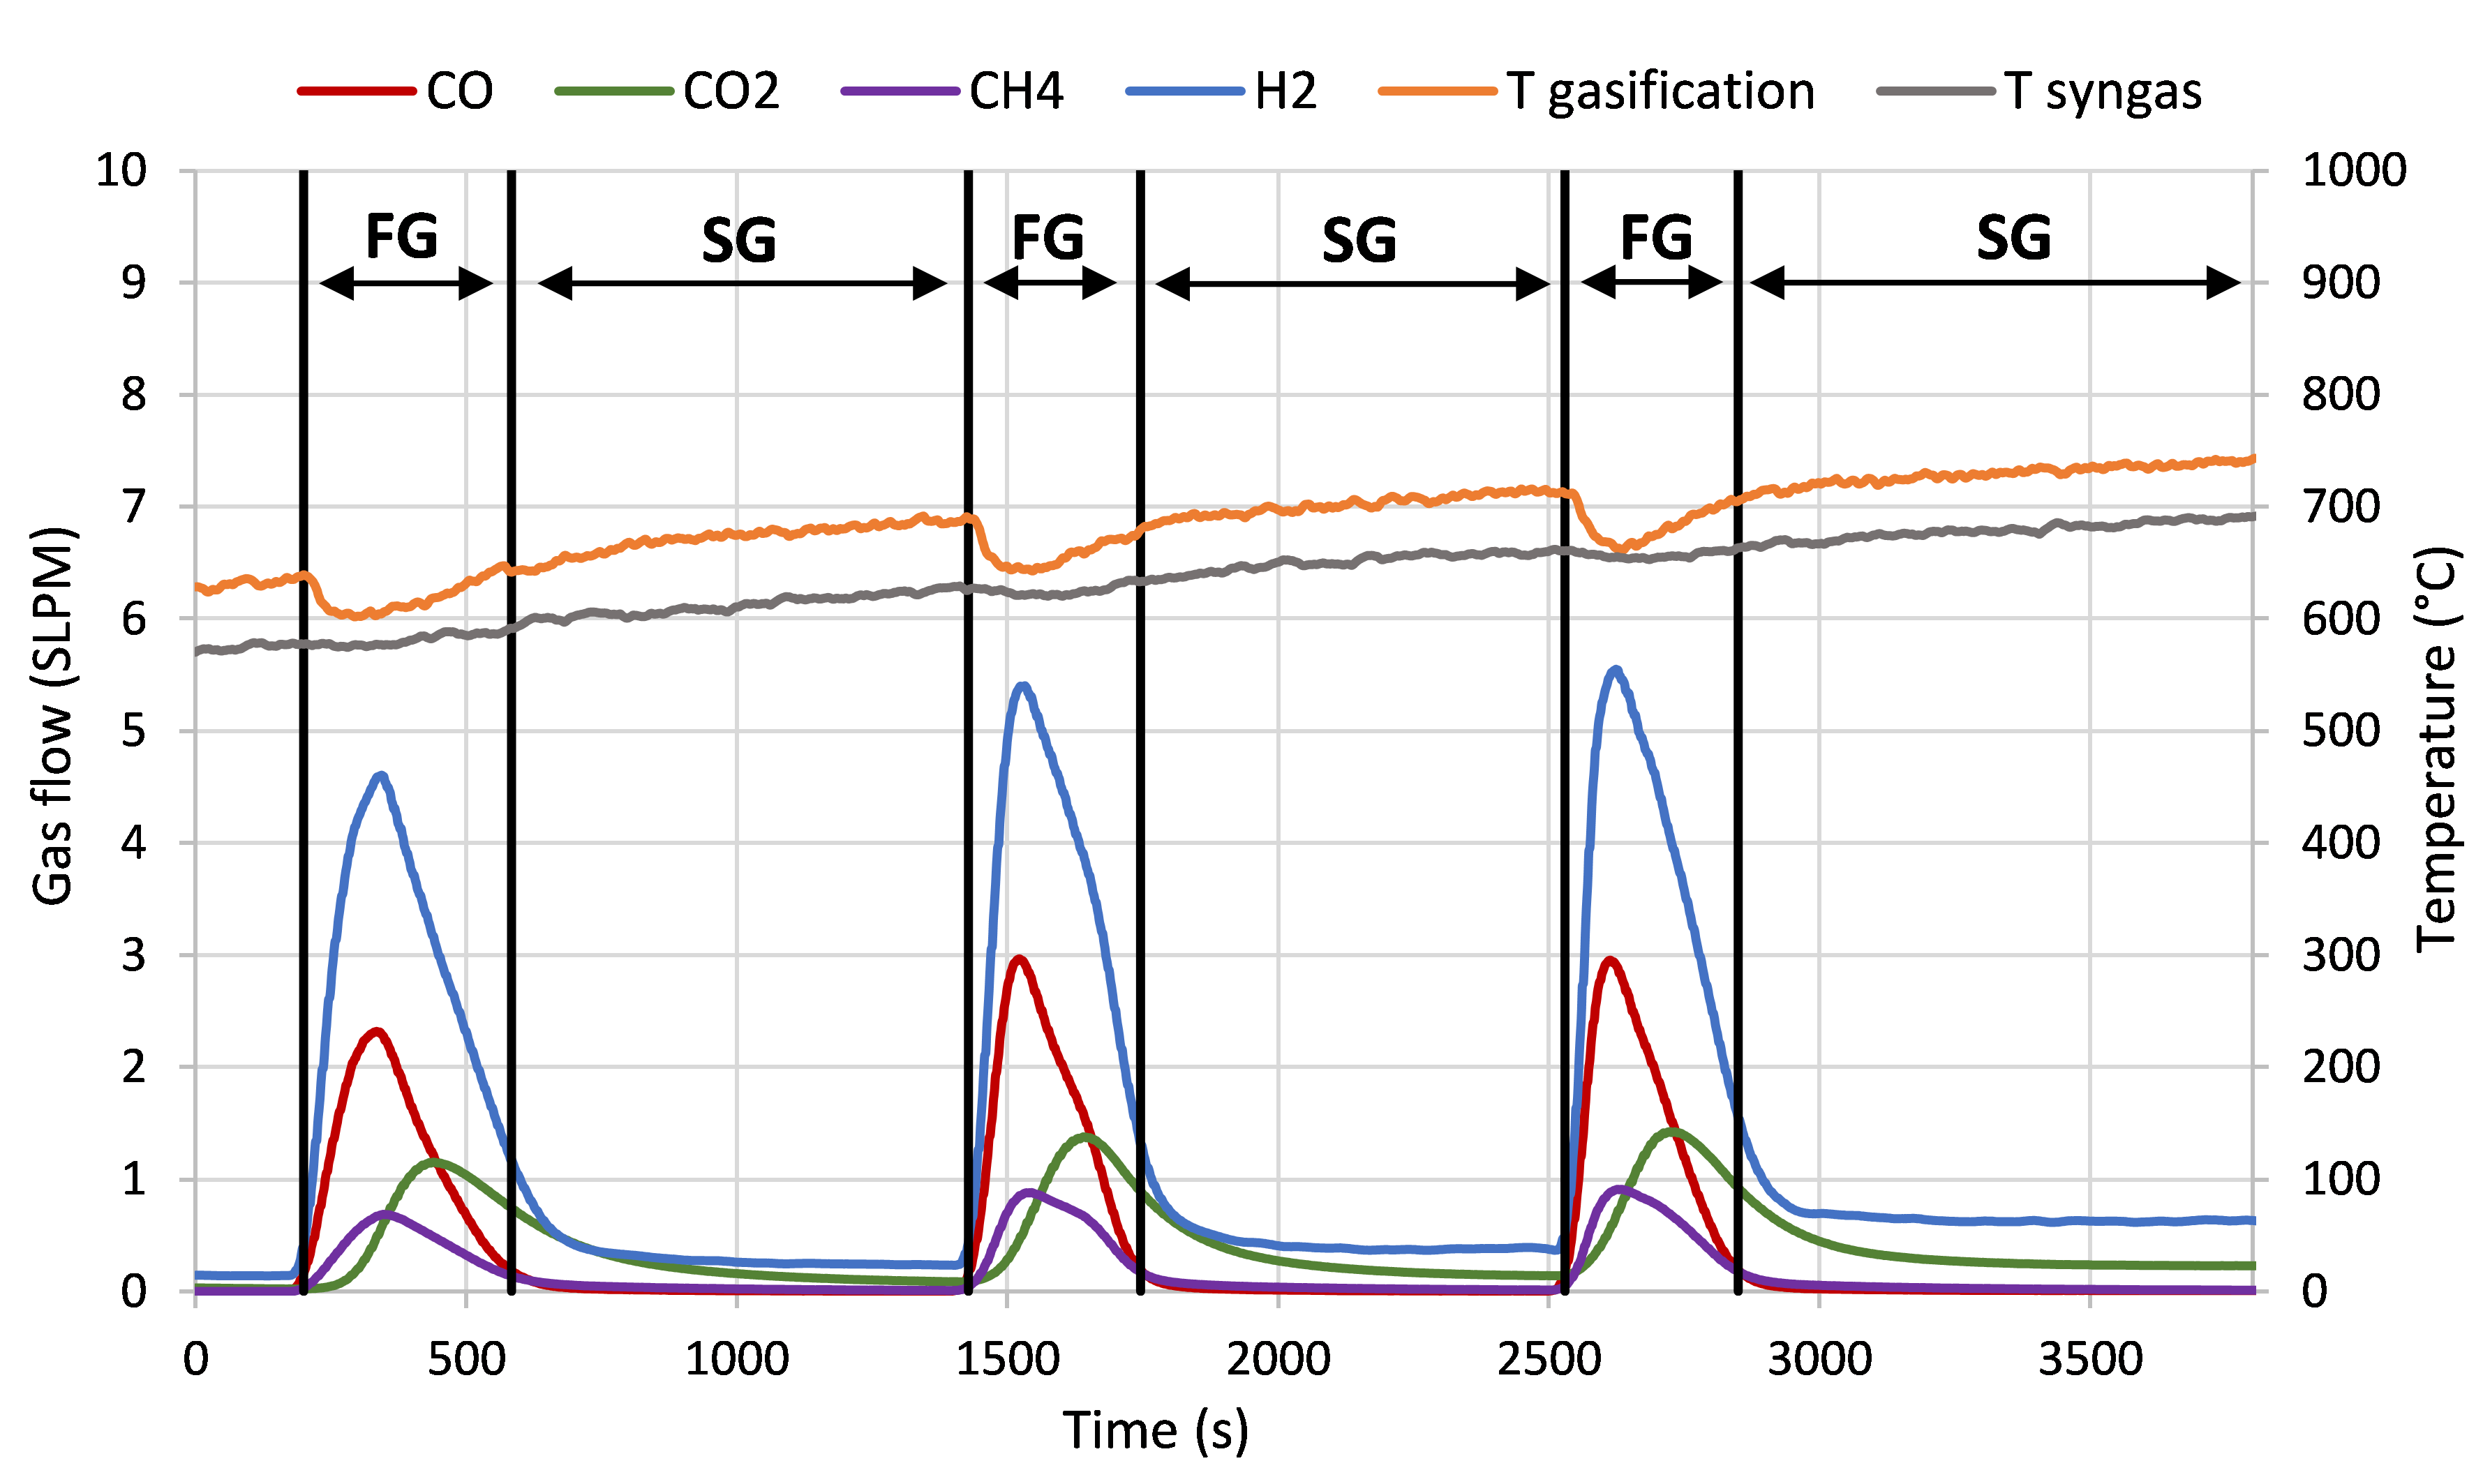 CO CO2 CH4 H2 T gasification T syngas
10 1000
FG SG FG SG FG SG
9 900
8 800
7 700
6 600
5 500
4 400
3 300
2 200
1 100
0 0
Gas flow (SLPM)
Temperature (°C)
0 500 1000 1500 2000 2500 3000 3500
Time (s)